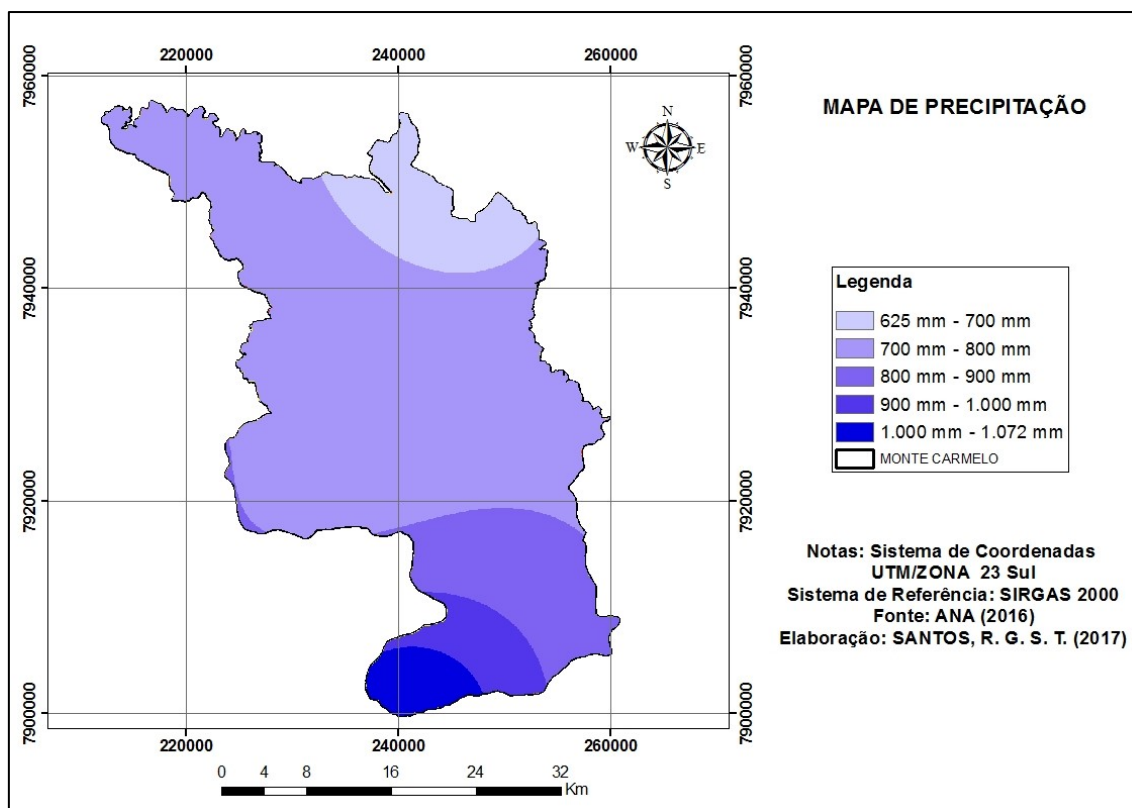 MAPA DE PRECIPITAÇÃO
220000 240000 260000
7960000 7960000
7940000 7940000
7920000 7920000
7900000 7900000
220000 240000 260000
N
W E
S
Legenda
625 mm - 700 mm
700 mm - 800 mm
800 mm - 900 mm
900 mm - 1.000 mm
1.000 mm - 1.072 mm
MONTE CARMELO
Notas: Sistema de Coordenadas
UTM/ZONA 23 Sul
Sistema de Referência: SIRGAS 2000
Fonte: ANA (2016)
Elaboração: SANTOS, R. G. S. T. (2017)
0 4 8 16 24 32
Km